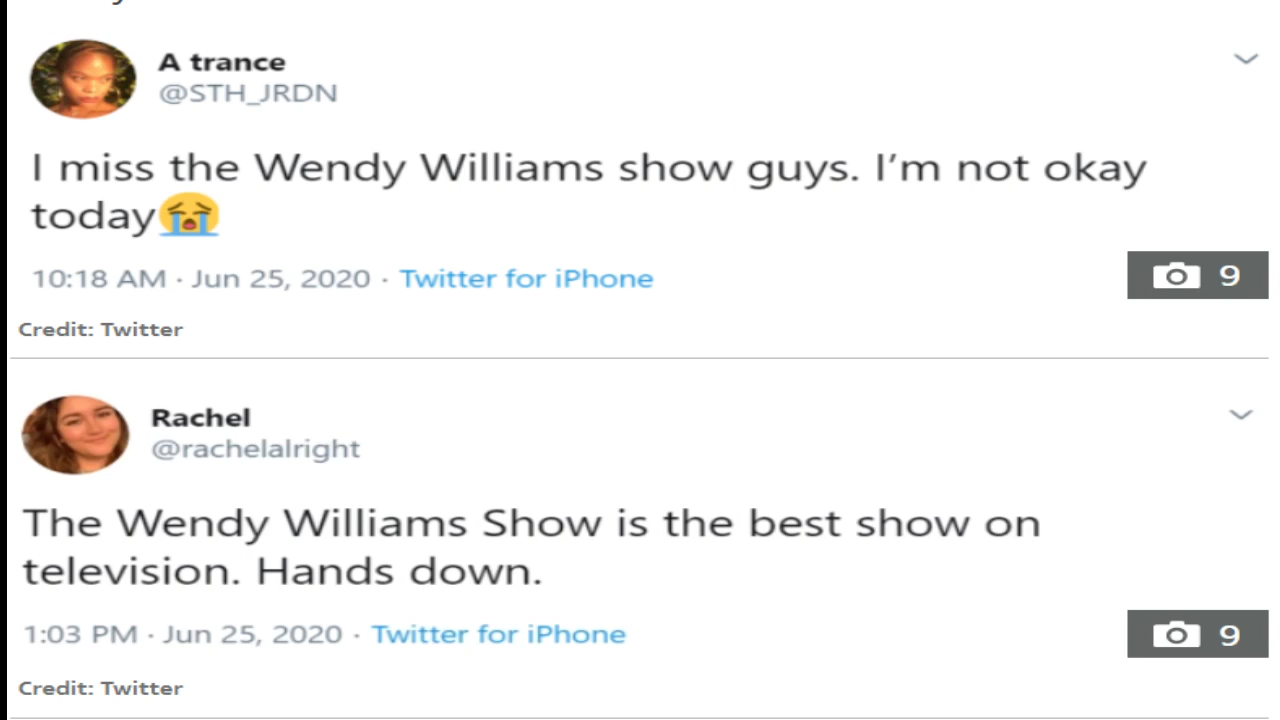 A trance
@STH_JRDN
I miss the Wendy Williams show guys. I’m not okay
today😭
10:18 AM · Jun 25, 2020 · Twitter for iPhone
9
Credit: Twitter
Rachel
@rachelalright
The Wendy Williams Show is the best show on
television. Hands down.
1:03 PM · Jun 25, 2020 · Twitter for iPhone
9
Credit: Twitter